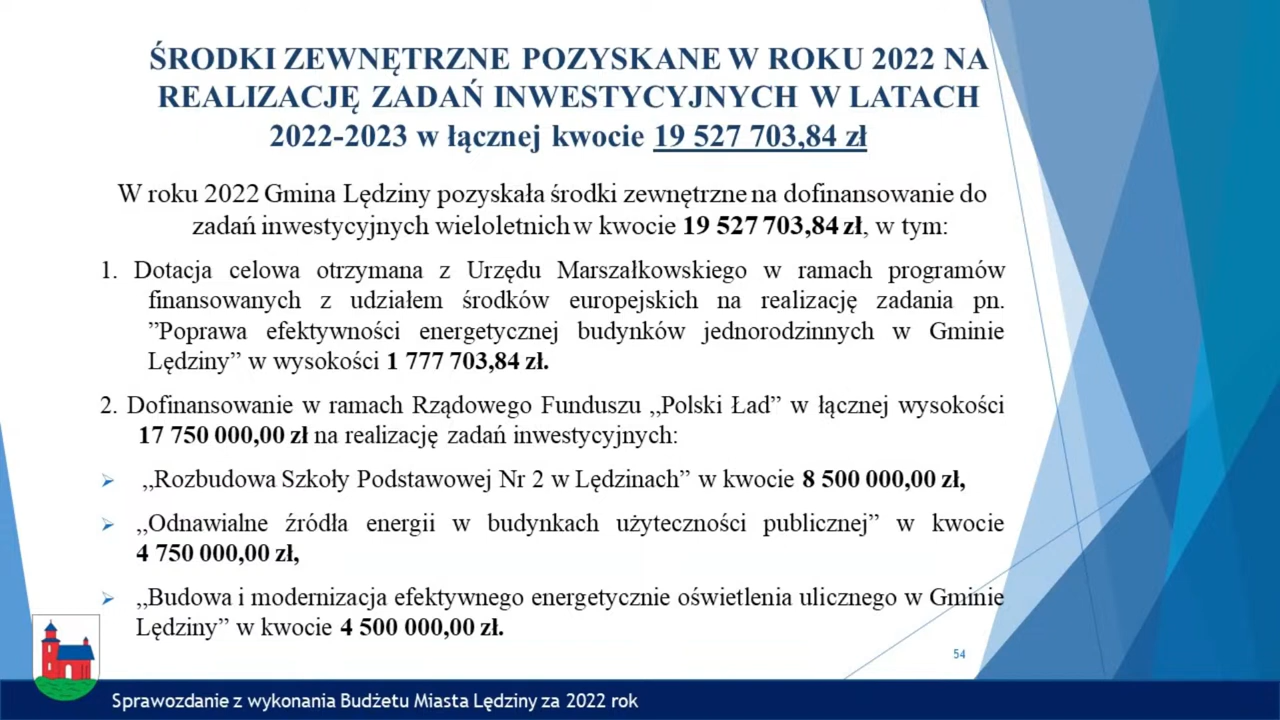 ŚRODKI ZEWNĘTRZNE POZYSKANE W ROKU 2022 NA
REALIZACJĘ ZADAŃ INWESTYCYJNYCH W LATACH
2022-2023 w łącznej kwocie 19 527 703,84 zł
W roku 2022 Gmina Lędziny pozyskała środki zewnętrzne na dofinansowanie do
zadań inwestycyjnych wieloletnich w kwocie 19 527 703,84 zł, w tym:
1. Dotacja celowa otrzymana z Urzędu Marszałkowskiego w ramach programów
finansowanych z udziałem środków europejskich na realizację zadania pn.
”Poprawa efektywności energetycznej budynków jednorodzinnych w Gminie
Lędziny” w wysokości 1 777 703,84 zł.
2. Dofinansowanie w ramach Rządowego Funduszu „Polski Ład” w łącznej wysokości
17 750 000,00 zł na realizację zadań inwestycyjnych:
➢ „Rozbudowa Szkoły Podstawowej Nr 2 w Lędzinach” w kwocie 8 500 000,00 zł,
➢ „Odnawialne źródła energii w budynkach użyteczności publicznej” w kwocie
4 750 000,00 zł,
➢ „Budowa i modernizacja efektywnego energetycznie oświetlenia ulicznego w Gminie
Lędziny” w kwocie 4 500 000,00 zł.
54
Sprawozdanie z wykonania Budżetu Miasta Lędziny za 2022 rok